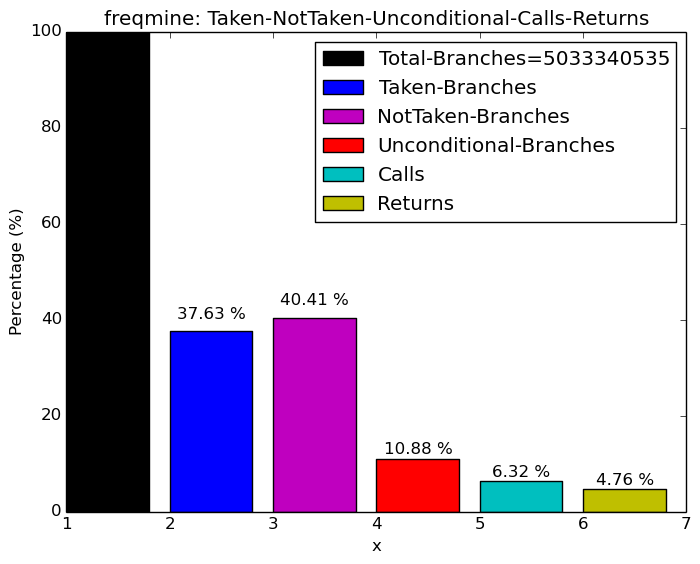 freqmine: Taken-NotTaken-Unconditional-Calls-Returns
100
Total-Branches=5033340535
Taken-Branches
NotTaken-Branches
Unconditional-Branches
Calls
Returns
80
60
40
20
0
Percentage (%)
37.63 %
40.41 %
10.88 %
6.32 %
4.76 %
1 2 3 4 5 6 7
x